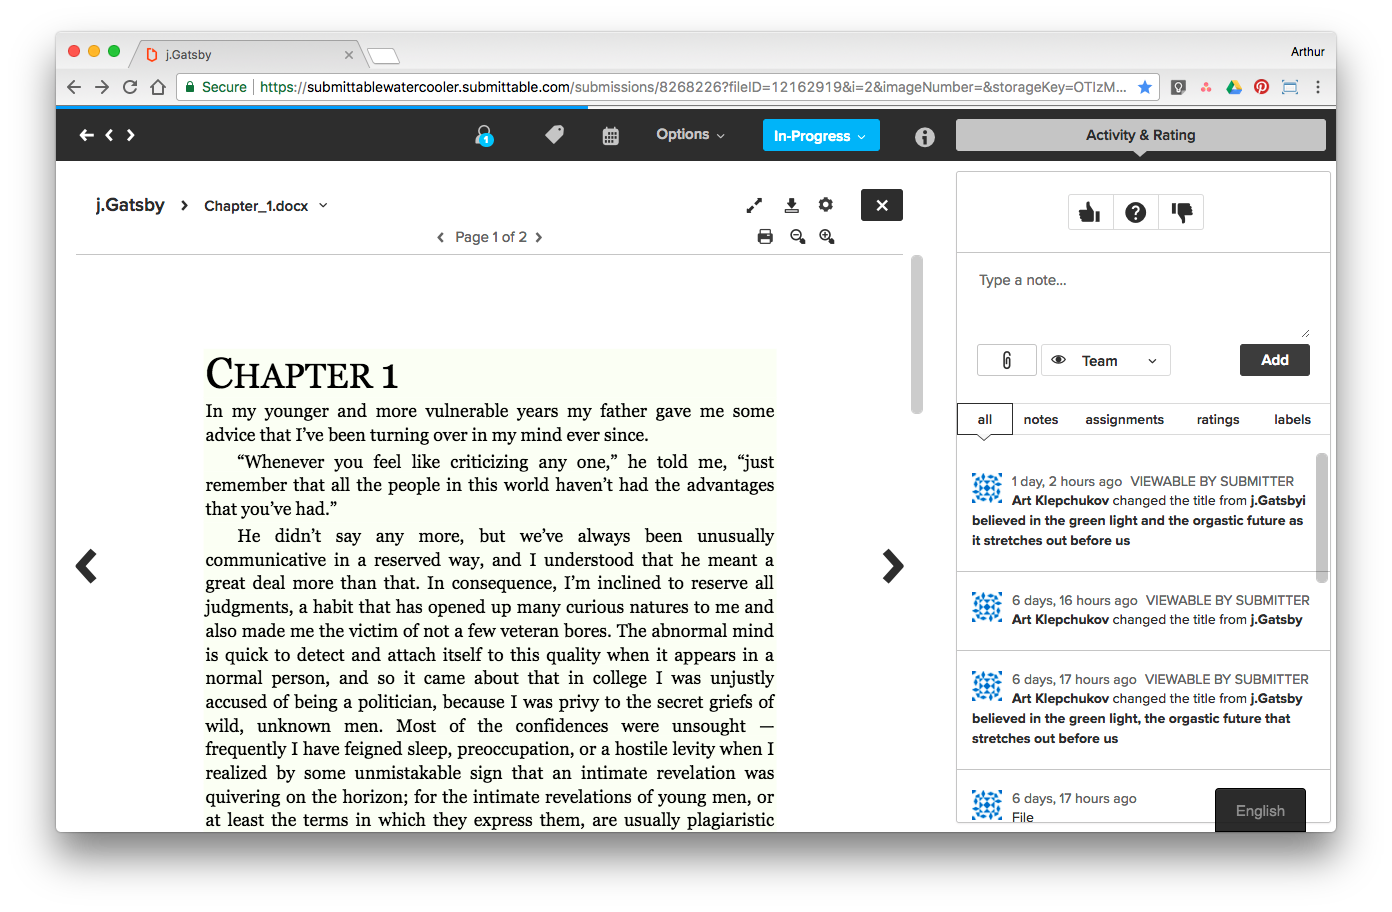 j.Gatsby
Arthur
Secure
https://submittablewatercooler.submittable.com/submissions/8268226?fileID=12162919&i=2&imageNumber=&storageKey=OTIzM...
1
Options
In-Progress
Activity & Rating
j.Gatsby
Chapter_1.docx
Page 1 of 2
CHAPTER 1
In my younger and more vulnerable years my father gave me some
advice that I’ve been turning over in my mind ever since.
“Whenever you feel like criticizing any one,” he told me, “just
remember that all the people in this world haven’t had the advantages
that you’ve had.”
He didn’t say any more, but we’ve always been unusually
communicative in a reserved way, and I understood that he meant a
great deal more than that. In consequence, I’m inclined to reserve all
judgments, a habit that has opened up many curious natures to me and
also made me the victim of not a few veteran bores. The abnormal mind
is quick to detect and attach itself to this quality when it appears in a
normal person, and so it came about that in college I was unjustly
accused of being a politician, because I was privy to the secret griefs of
wild, unknown men. Most of the confidences were unsought —
frequently I have feigned sleep, preoccupation, or a hostile levity when I
realized by some unmistakable sign that an intimate revelation was
quivering on the horizon; for the intimate revelations of young men, or
at least the terms in which they express them, are usually plagiaristic
Type a note...
Team
Add
all
notes
assignments
ratings
labels
1 day, 2 hours ago VIEWABLE BY SUBMITTER
Art Klepchukov changed the title from j.Gatsbyi
believed in the green light and the orgastic future as
it stretches out before us
6 days, 16 hours ago VIEWABLE BY SUBMITTER
Art Klepchukov changed the title from j.Gatsby
6 days, 17 hours ago VIEWABLE BY SUBMITTER
Art Klepchukov changed the title from j.Gatsby
believed in the green light, the orgastic future that
stretches out before us
6 days, 17 hours ago
File
English